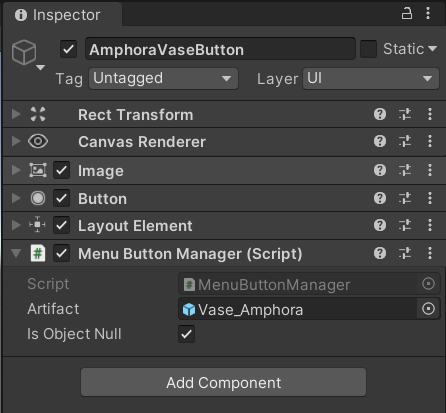 Inspector
AmphoraVaseButton Static
Tag Untagged Layer UI
Rect Transform
Canvas Renderer
Image
Button
Layout Element
# Menu Button Manager (Script)
Script # MenuButtonManager
Artifact Vase_Amphora
Is Object Null
Add Component